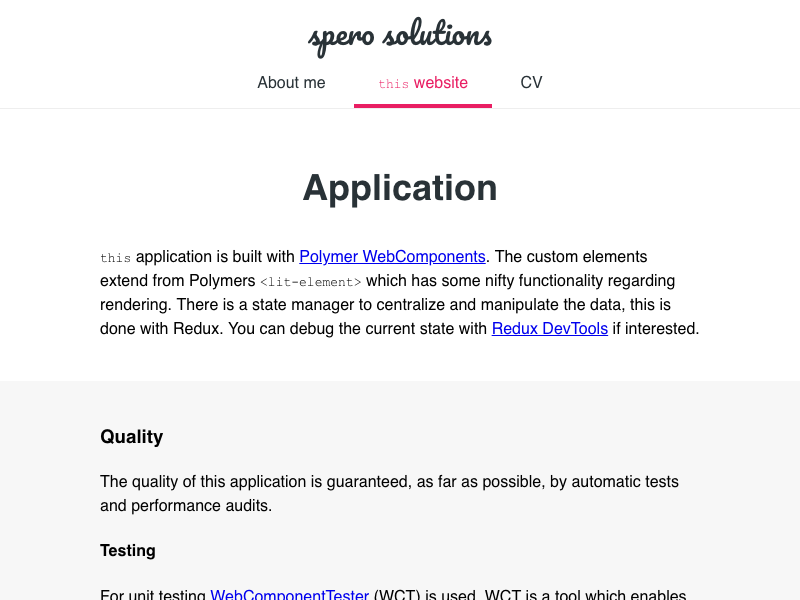 spero solutions
About me this website CV
Application
this application is built with Polymer WebComponents. The custom elements
extend from Polymers <lit-element> which has some nifty functionality regarding
rendering. There is a state manager to centralize and manipulate the data, this is
done with Redux. You can debug the current state with Redux DevTools if interested.
Quality
The quality of this application is guaranteed, as far as possible, by automatic tests
and performance audits.
Testing
For unit testing WebComponentTester (WCT) is used. WCT is a tool which enables